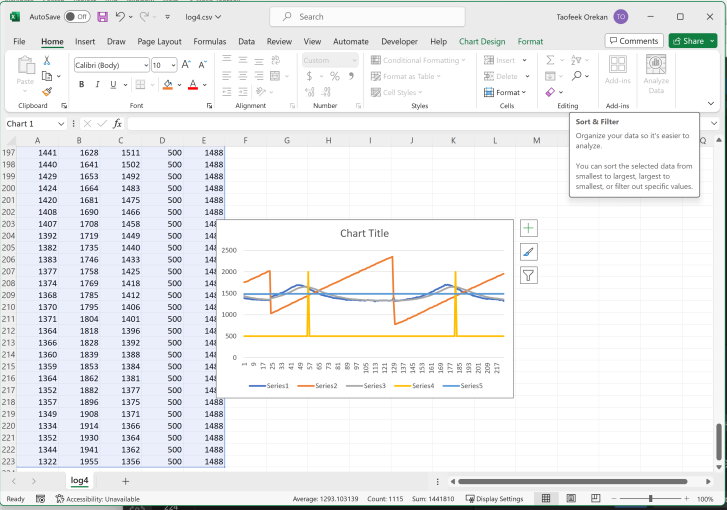 AutoSave Off log4.csv Search Taofeek Orekan TO
File Home Insert Draw Page Layout Formulas Data Review View Automate Developer Help Chart Design Format Comments Share
Paste Calibri (Body) 10 A A Custom Conditional Formatting Insert Add-ins Analyze Data
B I U A $ % Format as Table Delete
Cell Styles Format
Clipboard Font Alignment Number Styles Cells Editing Add-ins
Chart 1 fx
Sort & Filter
Organize your data so it's easier to
analyze.
You can sort the selected data from
smallest to largest, largest to
smallest, or filter out specific values.
A B C D E F G H I J K L M Q
197 1441 1628 1511 500 1488
198 1440 1641 1502 500 1488
199 1429 1653 1492 500 1488
200 1424 1664 1483 500 1488
201 1420 1681 1475 500 1488
202 1408 1690 1466 500 1488
203 1407 1708 1458 500 148
204 1392 1719 1449 500 148
205 1382 1735 1440 500 148
206 1383 1746 1433 500 148
207 1377 1758 1425 500 148
208 1374 1769 1418 500 148
209 1368 1785 1412 500 148
210 1370 1795 1406 500 148
211 1371 1804 1401 500 148
212 1364 1818 1396 500 148
213 1366 1828 1392 500 148
214 1360 1839 1388 500 148
215 1359 1853 1384 500 148
216 1364 1862 1381 500 148
217 1352 1882 1377 500 148
218 1357 1896 1375 500 148
219 1349 1908 1371 500 1488
220 1334 1914 1366 500 1488
221 1352 1930 1364 500 1488
222 1344 1941 1362 500 1488
223 1322 1955 1356 500 1488
Chart Title
2500
2000
1500
1000
500
0
1 9 17 25 33 41 49 57 65 73 81 89 97 105 113 121 129 137 145 153 161 169 177 185 193 201 209 217
Series1 Series2 Series3 Series4 Series5
log4 +
Ready Accessibility: Unavailable Average: 1293.103139 Count: 1115 Sum: 1441810 Display Settings 100%